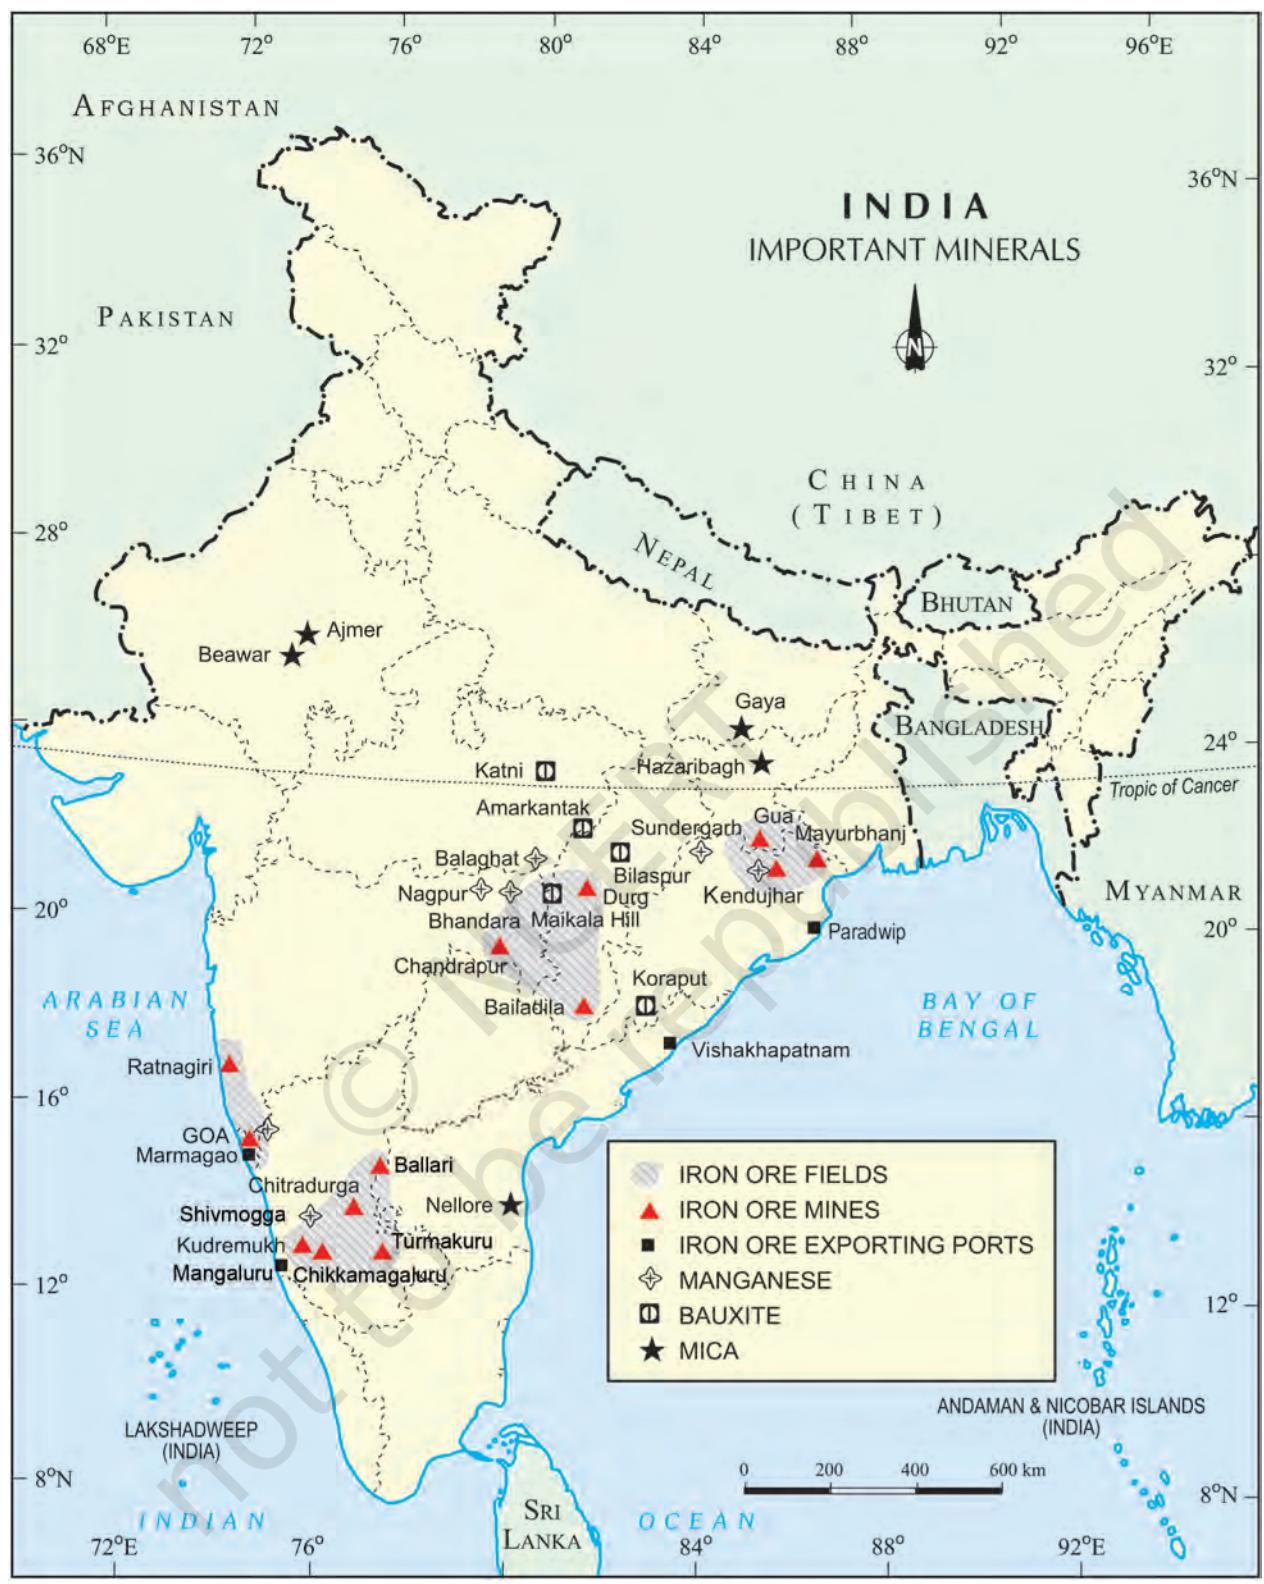 68°E 72° 76° 80° 84° 88° 92° 96°E
AFGHANISTAN
36°N
36°N
INDIA
IMPORTANT MINERALS
N
PAKISTAN
32°
32°
CHINA
(TIBET)
28°
28°
NEPAL
BHUTAN
Ajmer
Beawar
Gaya
BANGLADESH
24°
Katni
Hazaribagh
Tropic of Cancer
Amarkantak
Sundergarh
Gua
Mayurbhanj
Balaghat
Bilaspur
Nagpur
Durg
Kendujhar
MYANMAR
20°
Bhandara
Maikala Hill
Paradwip
20°
Chandrapur
Koraput
Bailadila
ARABIAN
SEA
BAY OF
BENGAL
Vishakhapatnam
Ratnagiri
16°
GOA
Marmagao
Ballari
Chitradurga
Shivmogga
Nellore
Kudremukh
Turmakuru
Mangaluru
Chikkamagaluru
12°
12°
IRON ORE FIELDS
IRON ORE MINES
IRON ORE EXPORTING PORTS
MANGANESE
BAUXITE
MICA
LAKSHADWEEP
(INDIA)
ANDAMAN & NICOBAR ISLANDS
(INDIA)
8°N
0 200 400 600 km
8°N
SRI
LANKA
INDIAN OCEAN
72°E 76° 84° 88° 92°E
© NCERT
not to be republished